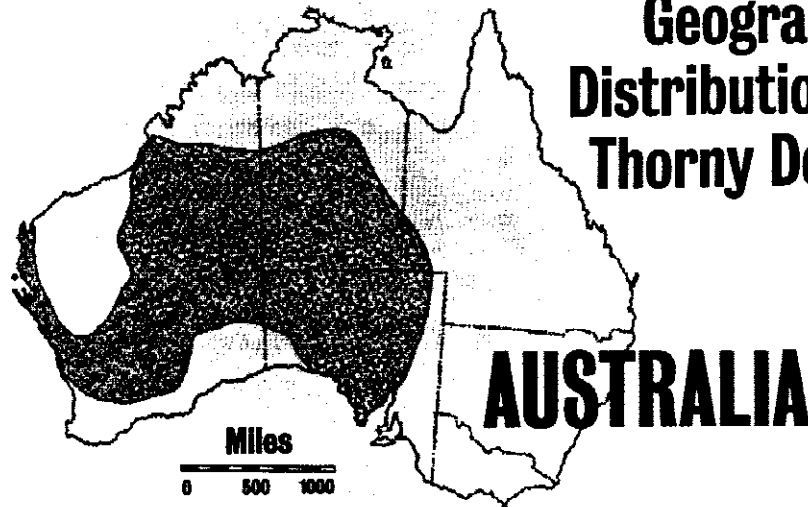 Geogra
Distributio
Thorny De
AUSTRALIA
Miles
0 500 1000